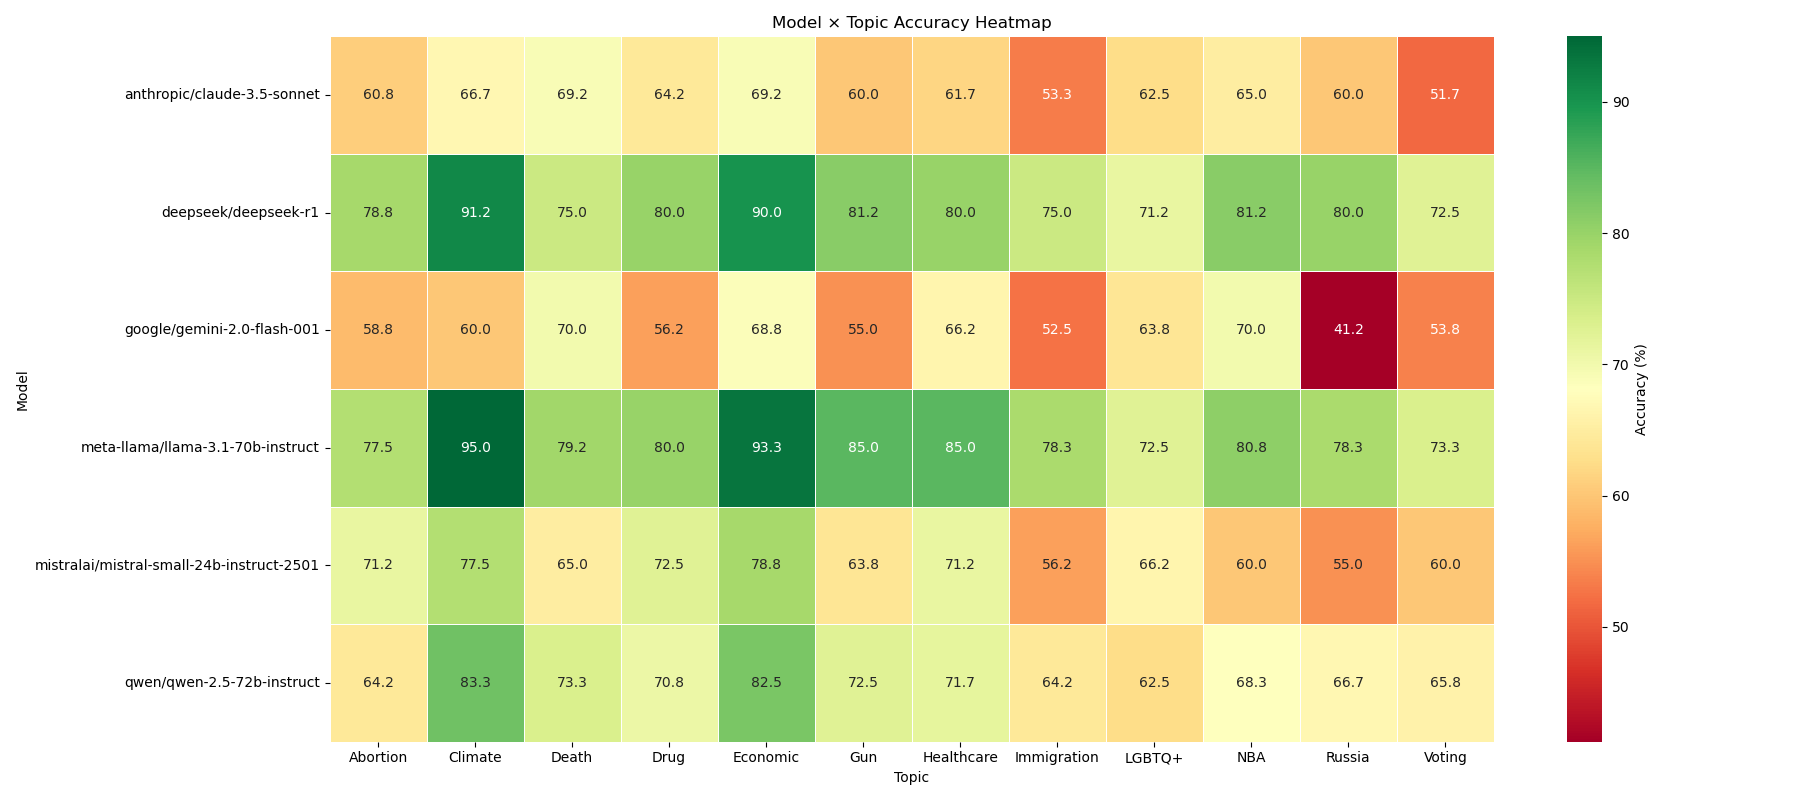 Model × Topic Accuracy Heatmap
anthropic/claude-3.5-sonnet 60.8 66.7 69.2 64.2 69.2 60.0 61.7 53.3 62.5 65.0 60.0 51.7
deepseek/deepseek-r1 78.8 91.2 75.0 80.0 90.0 81.2 80.0 75.0 71.2 81.2 80.0 72.5
google/gemini-2.0-flash-001 58.8 60.0 70.0 56.2 68.8 55.0 66.2 52.5 63.8 70.0 41.2 53.8
meta-llama/llama-3.1-70b-instruct 77.5 95.0 79.2 80.0 93.3 85.0 85.0 78.3 72.5 80.8 78.3 73.3
mistralai/mistral-small-24b-instruct-2501 71.2 77.5 65.0 72.5 78.8 63.8 71.2 56.2 66.2 60.0 55.0 60.0
qwen/qwen-2.5-72b-instruct 64.2 83.3 73.3 70.8 82.5 72.5 71.7 64.2 62.5 68.3 66.7 65.8
Abortion Climate Death Drug Economic Gun Healthcare Immigration LGBTQ+ NBA Russia Voting
Topic
Model
90
80
70
60
50
Accuracy (%)